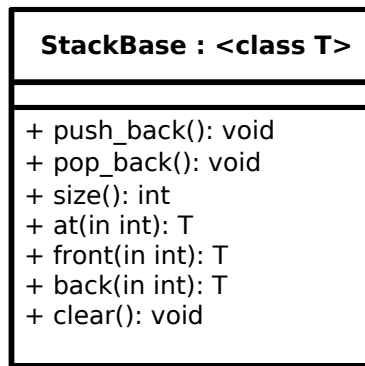 StackBase : <class T>
+ push_back(): void
+ pop_back(): void
+ size(): int
+ at(in int): T
+ front(in int): T
+ back(in int): T
+ clear(): void